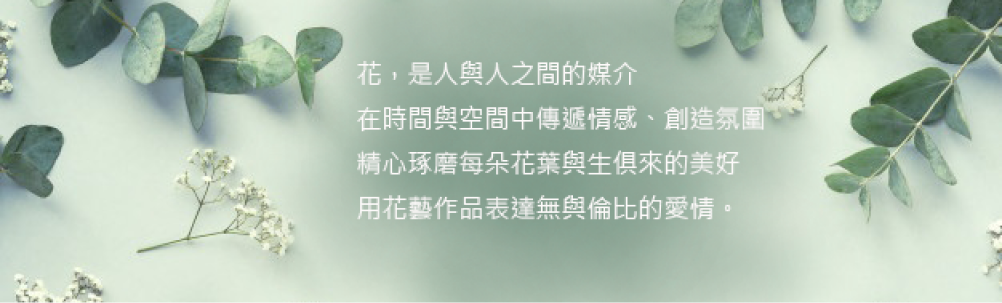 花，是人與人之間的媒介
在時間與空間中傳遞情感、創造氛圍
精心琢磨每朵花葉與生俱來的美好
用花藝作品表達無與倫比的愛情。